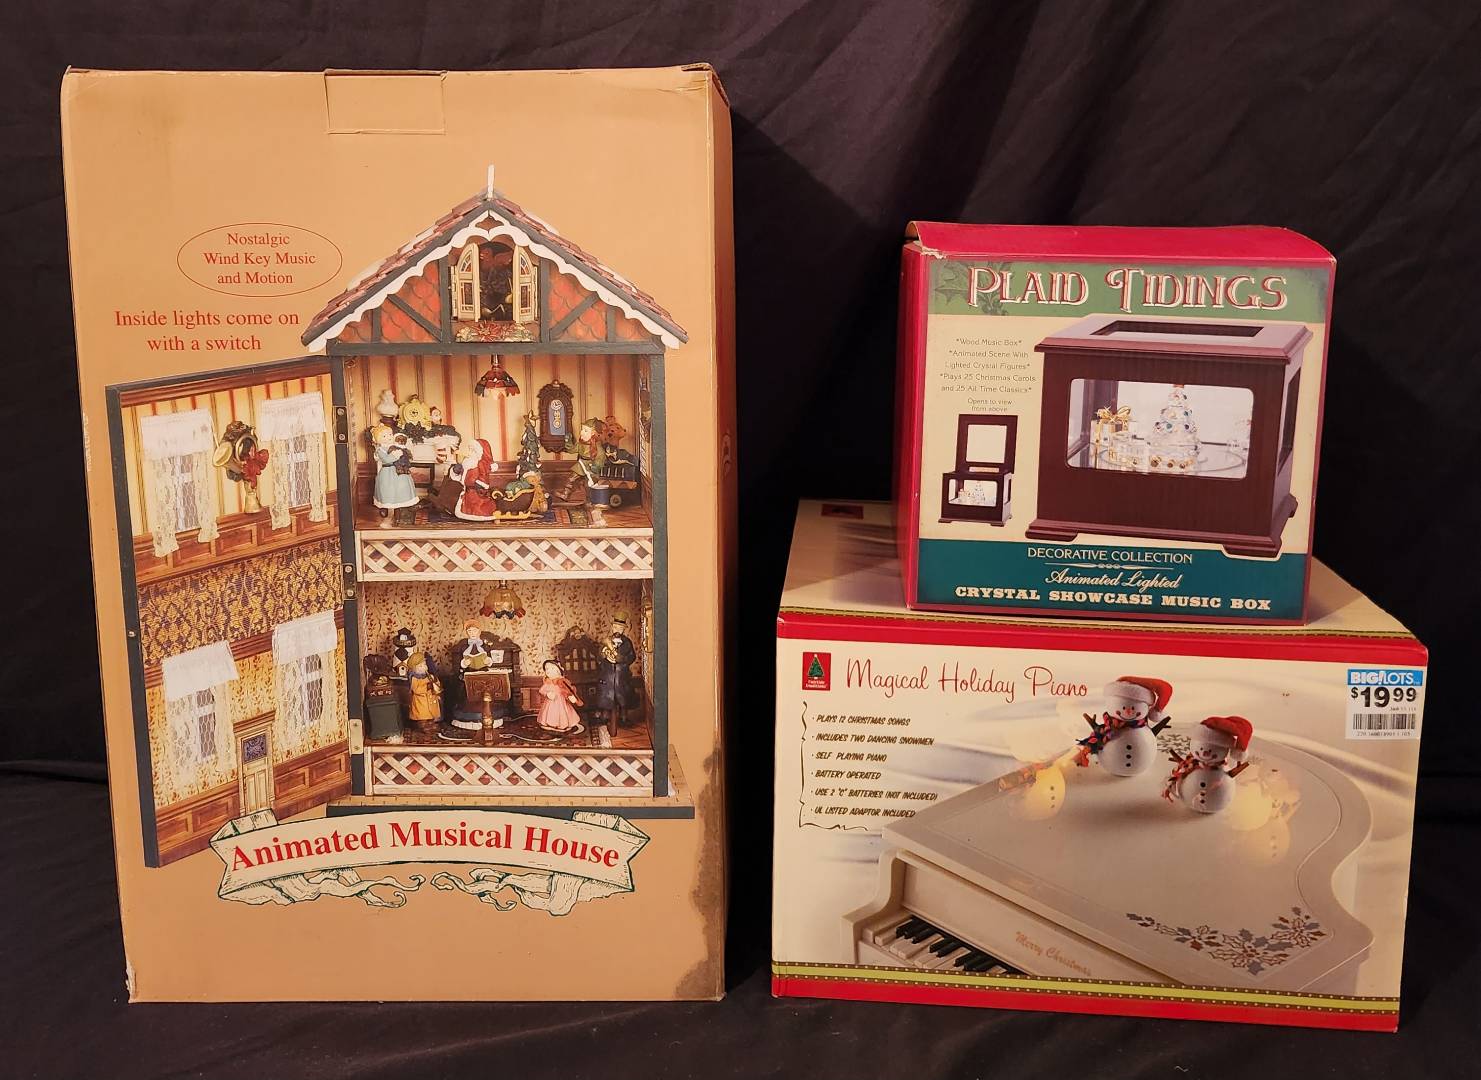 Nostalgic
Wind Key Music
and Motion
Inside lights come on
with a switch
Animated Musical House
PLAID TIDINGS
*Wood Music Box*
*Animated Scene With
Lighted Crystal Figures*
*Plays 25 Christmas Carols
and 25 All Time Classics*
Opens to view
from above
DECORATIVE COLLECTION
Animated Lighted
CRYSTAL SHOWCASE MUSIC BOX
Magical Holiday Piano
· PLAYS 12 CHRISTMAS SONGS
· INCLUDES TWO DANCING SNOWMEN
· SELF PLAYING PIANO
· BATTERY OPERATED
· USE 2 "C" BATTERIES (NOT INCLUDED)
· UL LISTED ADAPTOR INCLUDED
BIG LOTS
$19 99
Merry Christmas